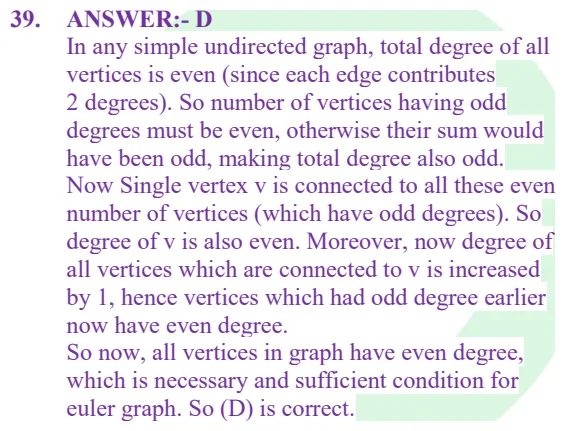 39. ANSWER:- D
In any simple undirected graph, total degree of all
vertices is even (since each edge contributes
2 degrees). So number of vertices having odd
degrees must be even, otherwise their sum would
have been odd, making total degree also odd.
Now Single vertex v is connected to all these even
number of vertices (which have odd degrees). So
degree of v is also even. Moreover, now degree of
all vertices which are connected to v is increased
by 1, hence vertices which had odd degree earlier
now have even degree.
So now, all vertices in graph have even degree,
which is necessary and sufficient condition for
euler graph. So (D) is correct.